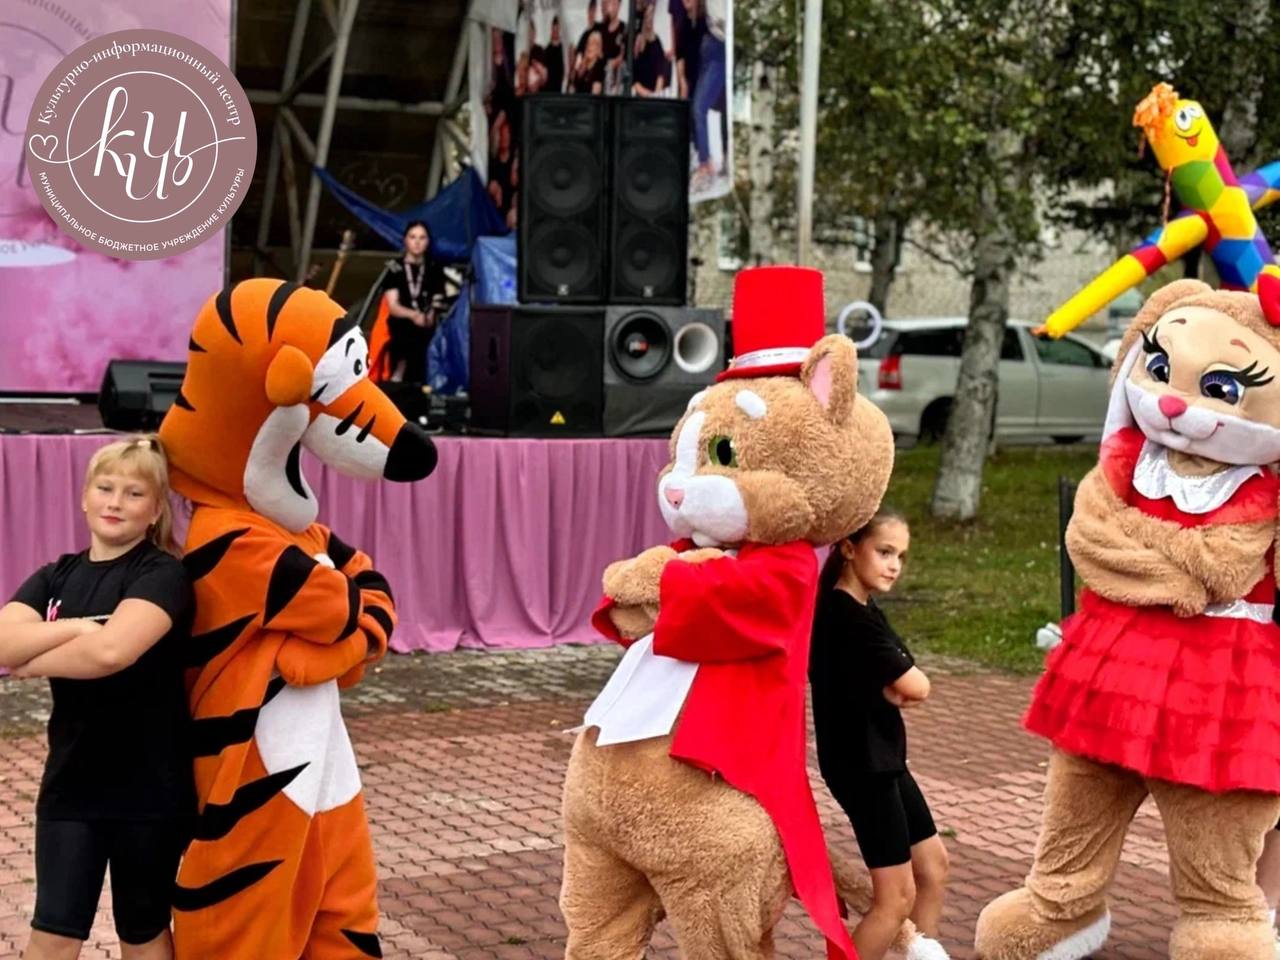 Культурно-информационный центр
КИЦ
МУНИЦИПАЛЬНОЕ БЮДЖЕТНОЕ УЧРЕЖДЕНИЕ КУЛЬТУРЫ